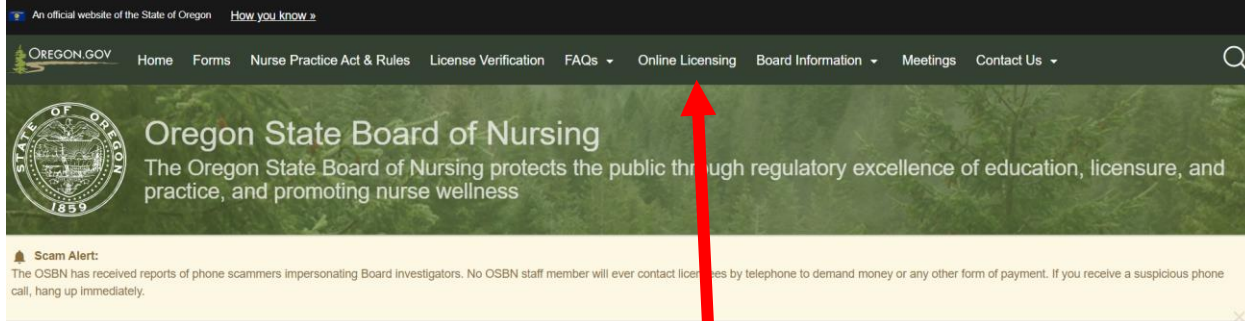 An official website of the State of Oregon How you know »
OREGON.GOV Home Forms Nurse Practice Act & Rules License Verification FAQs Online Licensing Board Information Meetings Contact Us
STATE OF OREGON
1859
Oregon State Board of Nursing
The Oregon State Board of Nursing protects the public through regulatory excellence of education, licensure, and
practice, and promoting nurse wellness
Scam Alert:
The OSBN has received reports of phone scammers impersonating Board investigators. No OSBN staff member will ever contact licensees by telephone to demand money or any other form of payment. If you receive a suspicious phone
call, hang up immediately.